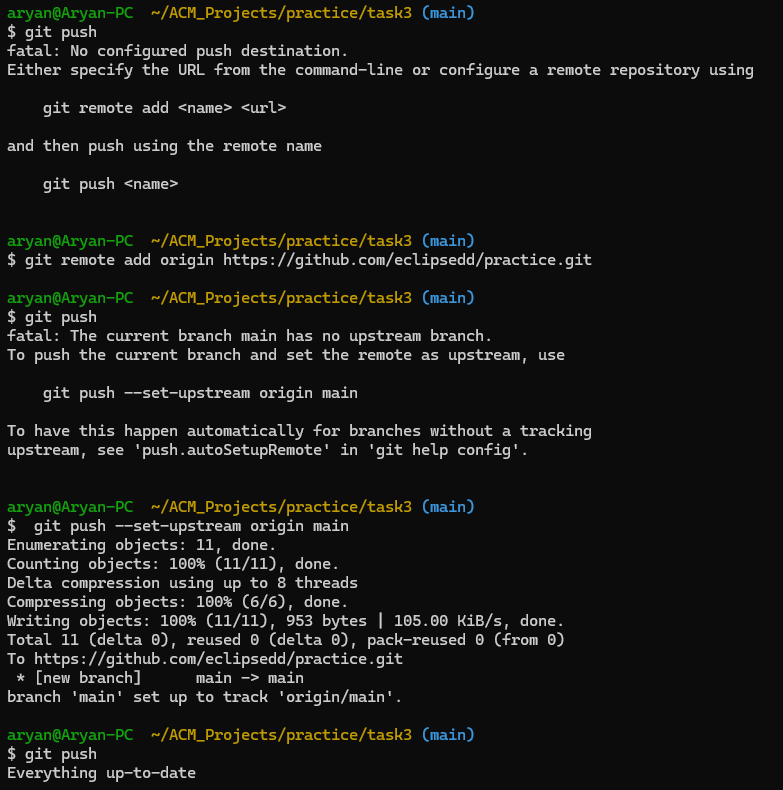 aryan@Aryan-PC  ~/ACM_Projects/practice/task3 (main)
$ git push
fatal: No configured push destination.
Either specify the URL from the command-line or configure a remote repository using

    git remote add <name> <url>

and then push using the remote name

    git push <name>


aryan@Aryan-PC  ~/ACM_Projects/practice/task3 (main)
$ git remote add origin https://github.com/eclipsedd/practice.git

aryan@Aryan-PC  ~/ACM_Projects/practice/task3 (main)
$ git push
fatal: The current branch main has no upstream branch.
To push the current branch and set the remote as upstream, use

    git push --set-upstream origin main

To have this happen automatically for branches without a tracking
upstream, see 'push.autoSetupRemote' in 'git help config'.


aryan@Aryan-PC  ~/ACM_Projects/practice/task3 (main)
$  git push --set-upstream origin main
Enumerating objects: 11, done.
Counting objects: 100% (11/11), done.
Delta compression using up to 8 threads
Compressing objects: 100% (6/6), done.
Writing objects: 100% (11/11), 953 bytes | 105.00 KiB/s, done.
Total 11 (delta 0), reused 0 (delta 0), pack-reused 0 (from 0)
To https://github.com/eclipsedd/practice.git
 * [new branch]      main -> main
branch 'main' set up to track 'origin/main'.

aryan@Aryan-PC  ~/ACM_Projects/practice/task3 (main)
$ git push
Everything up-to-date